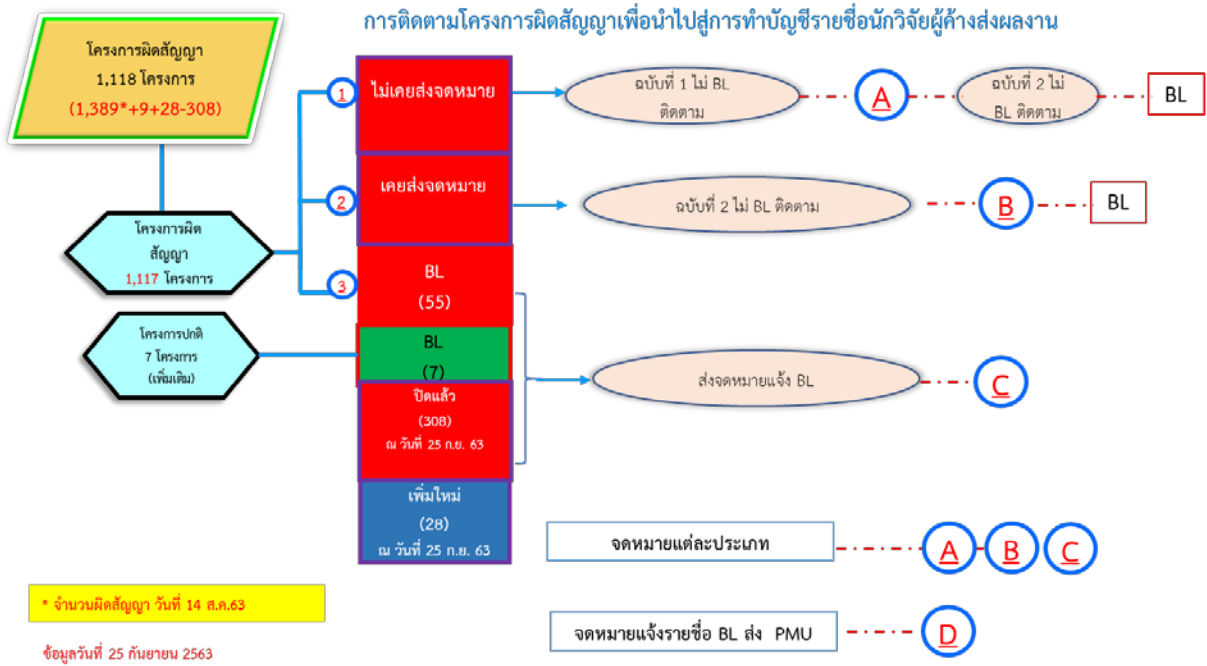 การติดตามโครงการผิดสัญญาเพื่อนำไปสู่การทำบัญชีรายชื่อนักวิจัยผู้ค้างส่งผลงาน
โครงการผิดสัญญา
1,118 โครงการ
(1,389*+9+28-308)
1
ไม่เคยส่งจดหมาย
ฉบับที่ 1 ไม่ BL
ติดตาม
A
ฉบับที่ 2 ไม่
BL ติดตาม
BL
2
เคยส่งจดหมาย
ฉบับที่ 2 ไม่ BL ติดตาม
B
BL
โครงการผิด
สัญญา
1,117 โครงการ
3
BL
(55)
โครงการปกติ
7 โครงการ
(เพิ่มเติม)
BL
(7)
ส่งจดหมายแจ้ง BL
C
ปิดแล้ว
(308)
ณ วันที่ 25 ก.ย. 63
เพิ่มใหม่
(28)
ณ วันที่ 25 ก.ย. 63
จดหมายแต่ละประเภท
A B C
* จำนวนผิดสัญญา วันที่ 14 ส.ค.63
จดหมายแจ้งรายชื่อ BL ส่ง PMU
D
ข้อมูลวันที่ 25 กันยายน 2563